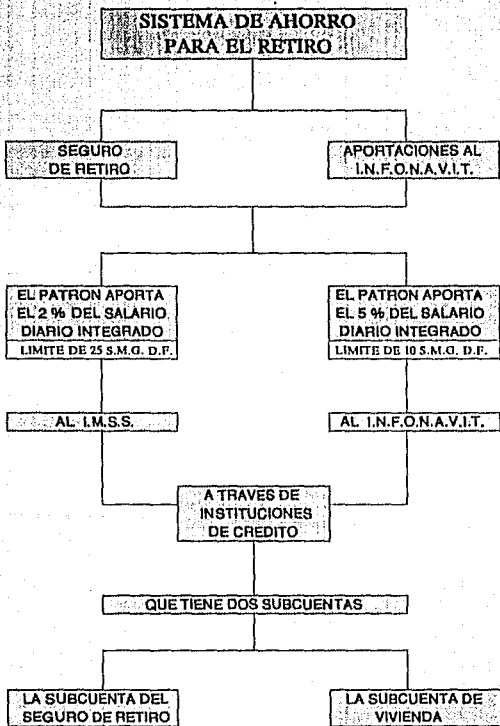 SISTEMA DE AHORRO
PARA EL RETIRO
SEGURO
DE RETIRO
APORTACIONES AL
I.N.F.O.N.A.V.I.T.
EL PATRON APORTA
EL 2 % DEL SALARIO
DIARIO INTEGRADO
LIMITE DE 25 S.M.G. D.F.
EL PATRON APORTA
EL 5 % DEL SALARIO
DIARIO INTEGRADO
LIMITE DE 10 S.M.G. D.F.
AL I.M.S.S.
AL I.N.F.O.N.A.V.I.T.
A TRAVES DE
INSTITUCIONES
DE CREDITO
QUE TIENE DOS SUBCUENTAS
LA SUBCUENTA DEL
SEGURO DE RETIRO
LA SUBCUENTA DE
VIVIENDA